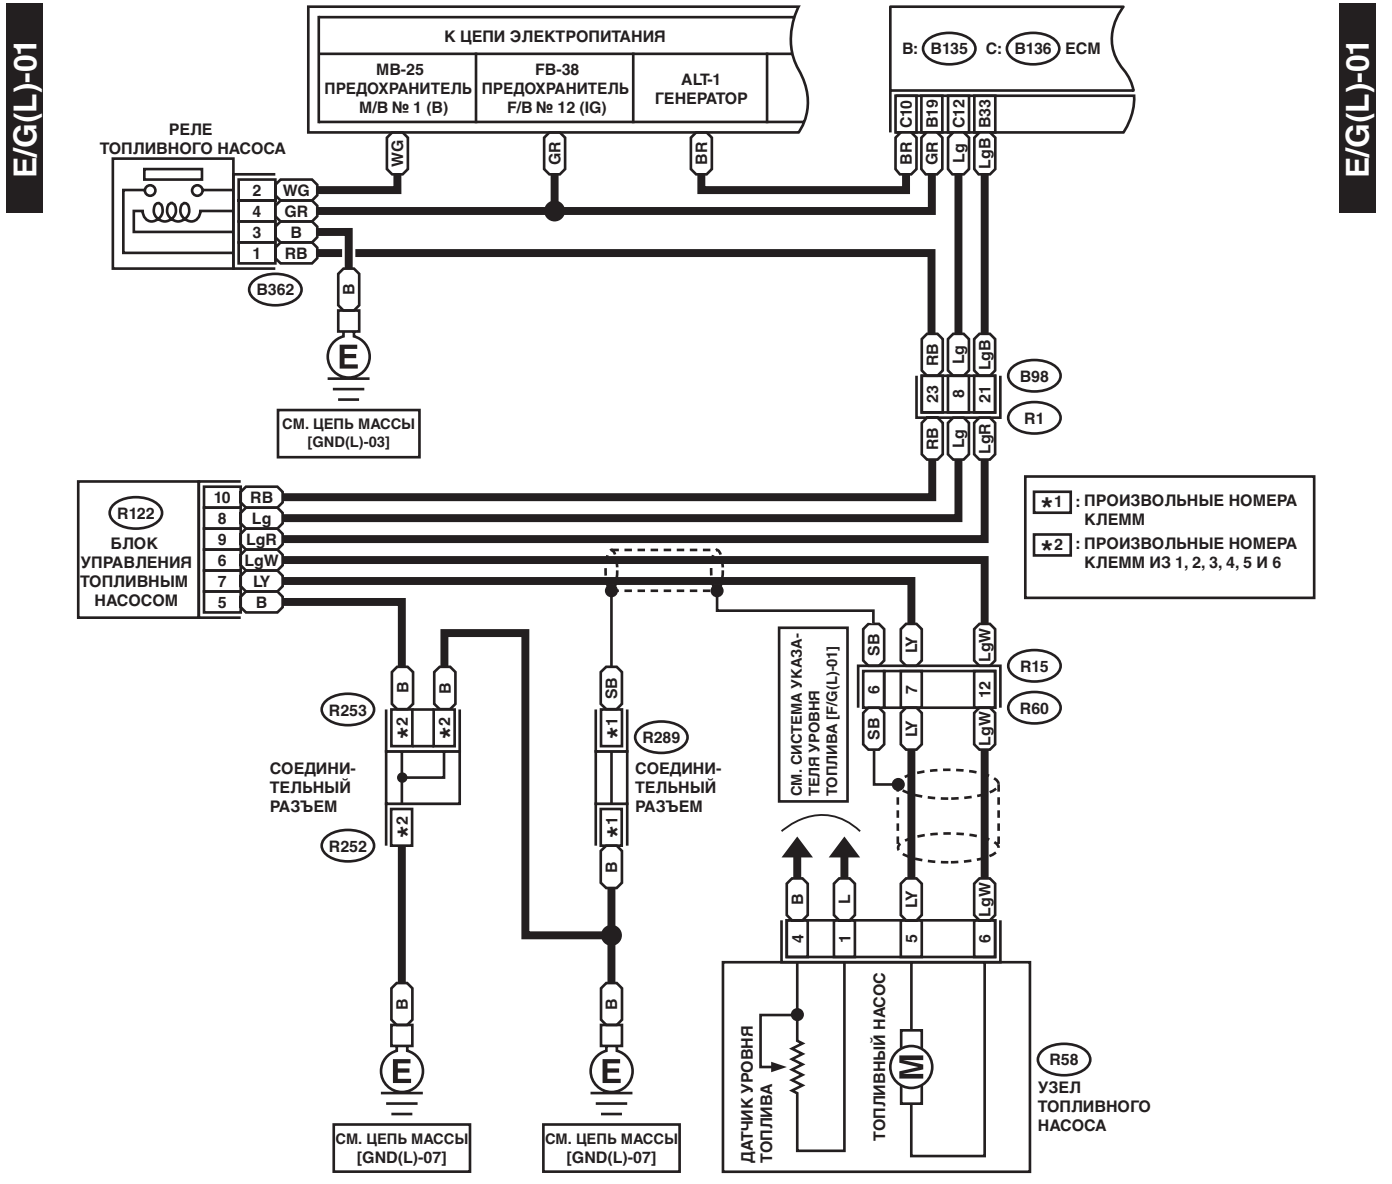 E/G(L)-01
E/G(L)-01
К ЦЕПИ ЭЛЕКТРОПИТАНИЯ
MB-25
ПРЕДОХРАНИТЕЛЬ
M/B № 1 (B)
FB-38
ПРЕДОХРАНИТЕЛЬ
F/B № 12 (IG)
ALT-1
ГЕНЕРАТОР
B: B135 C: B136 ECM
C10 B19 C12 B33
WG GR BR BR GR Lg LgB
РЕЛЕ
ТОПЛИВНОГО НАСОСА
2 WG
4 GR
3 B
1 RB
B362
B
E
СМ. ЦЕПЬ МАССЫ
[GND(L)-03]
RB Lg LgB
23 8 21
B98
R1
RB Lg LgR
R122
БЛОК
УПРАВЛЕНИЯ
ТОПЛИВНЫМ
НАСОСОМ
10 RB
8 Lg
9 LgR
6 LgW
7 LY
5 B
*1 : ПРОИЗВОЛЬНЫЕ НОМЕРА
КЛЕММ
*2 : ПРОИЗВОЛЬНЫЕ НОМЕРА
КЛЕММ ИЗ 1, 2, 3, 4, 5 И 6
СМ. СИСТЕМА УКАЗА-
ТЕЛЯ УРОВНЯ
ТОПЛИВА [F/G(L)-01]
SB LY LgW
6 7 12
R15
R60
SB LY LgW
B B
R253
*2 *2
СОЕДИНИ-
ТЕЛЬНЫЙ
РАЗЪЕМ
*2
R252
SB
*1
R289
СОЕДИНИ-
ТЕЛЬНЫЙ
РАЗЪЕМ
*1
B
B L LY LgW
4 1 5 6
B
E
СМ. ЦЕПЬ МАССЫ
[GND(L)-07]
B
E
СМ. ЦЕПЬ МАССЫ
[GND(L)-07]
ДАТЧИК УРОВНЯ
ТОПЛИВА
ТОПЛИВНЫЙ НАСОС
M
R58
УЗЕЛ
ТОПЛИВНОГО
НАСОСА